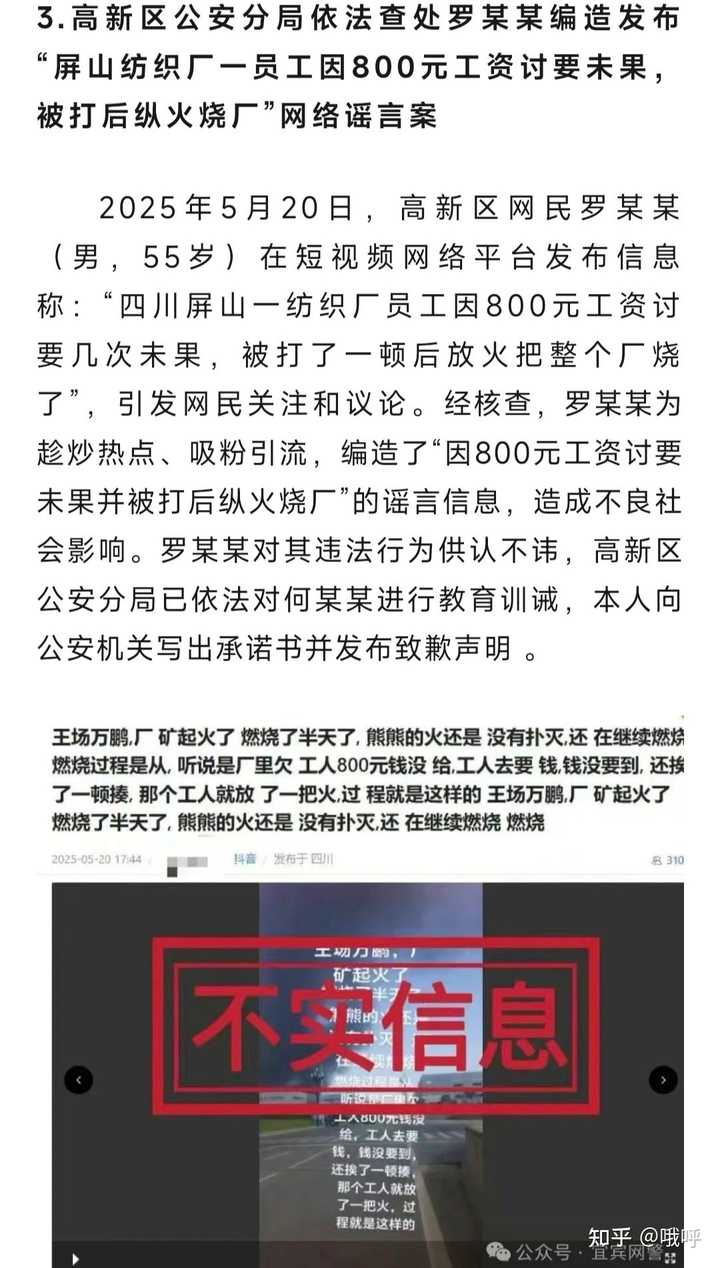 3.高新区公安分局依法查处罗某某编造发布
“屏山纺织厂一员工因800元工资讨要未果，
被打后纵火烧厂”网络谣言案
2025年5月20日，高新区网民罗某某
（男，55岁）在短视频网络平台发布信息
称：“四川屏山一纺织厂员工因800元工资讨
要几次未果，被打了一顿后放火把整个厂烧
了”，引发网民关注和议论。经核查，罗某某为
趁炒热点、吸粉引流，编造了“因800元工资讨要
未果并被打后纵火烧厂”的谣言信息，造成不良社
会影响。罗某某对其违法行为供认不讳，高新区
公安分局已依法对何某某进行教育训诫，本人向
公安机关写出承诺书并发布致歉声明 。
王场万鹏,厂 矿起火了 燃烧了半天了, 熊熊的火还是 没有扑灭,还 在继续燃烧
燃烧过程是从, 听说是厂里欠 工人800元钱没 给,工人去要 钱,钱没要到, 还挨
了一顿揍, 那个工人就放 了一把火,过 程就是这样的 王场万鹏,厂 矿起火了
燃烧了半天了, 熊熊的火还是 没有扑灭,还 在继续燃烧 燃烧
2025-05-20 17:44
抖音 / 发布于 四川
310
王场万鹏，厂
矿起火了
不实信息
燃烧过程是从
听说是厂里欠
工人800元钱没
给，工人去要
钱，钱没要到，
还挨了一顿揍，
那个工人就放
了一把火，过
程就是这样的
知乎 @哦呼
公众号 · 宜宾网警